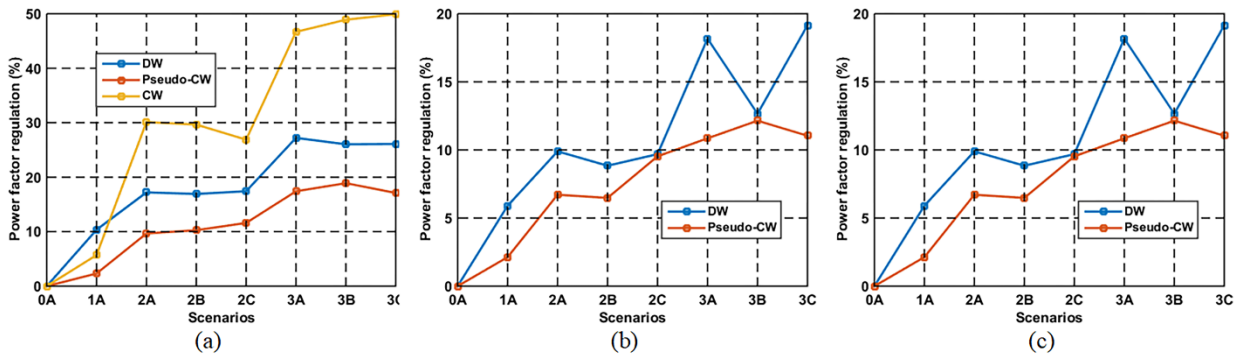 Power factor regulation (%)
50
40
30
20
10
0
DW
Pseudo-CW
CW
0A 1A 2A 2B 2C 3A 3B 3C
Scenarios
(a)
Power factor regulation (%)
20
15
10
5
0
DW
Pseudo-CW
0A 1A 2A 2B 2C 3A 3B 3C
Scenarios
(b)
Power factor regulation (%)
20
15
10
5
0
DW
Pseudo-CW
0A 1A 2A 2B 2C 3A 3B 3C
Scenarios
(c)